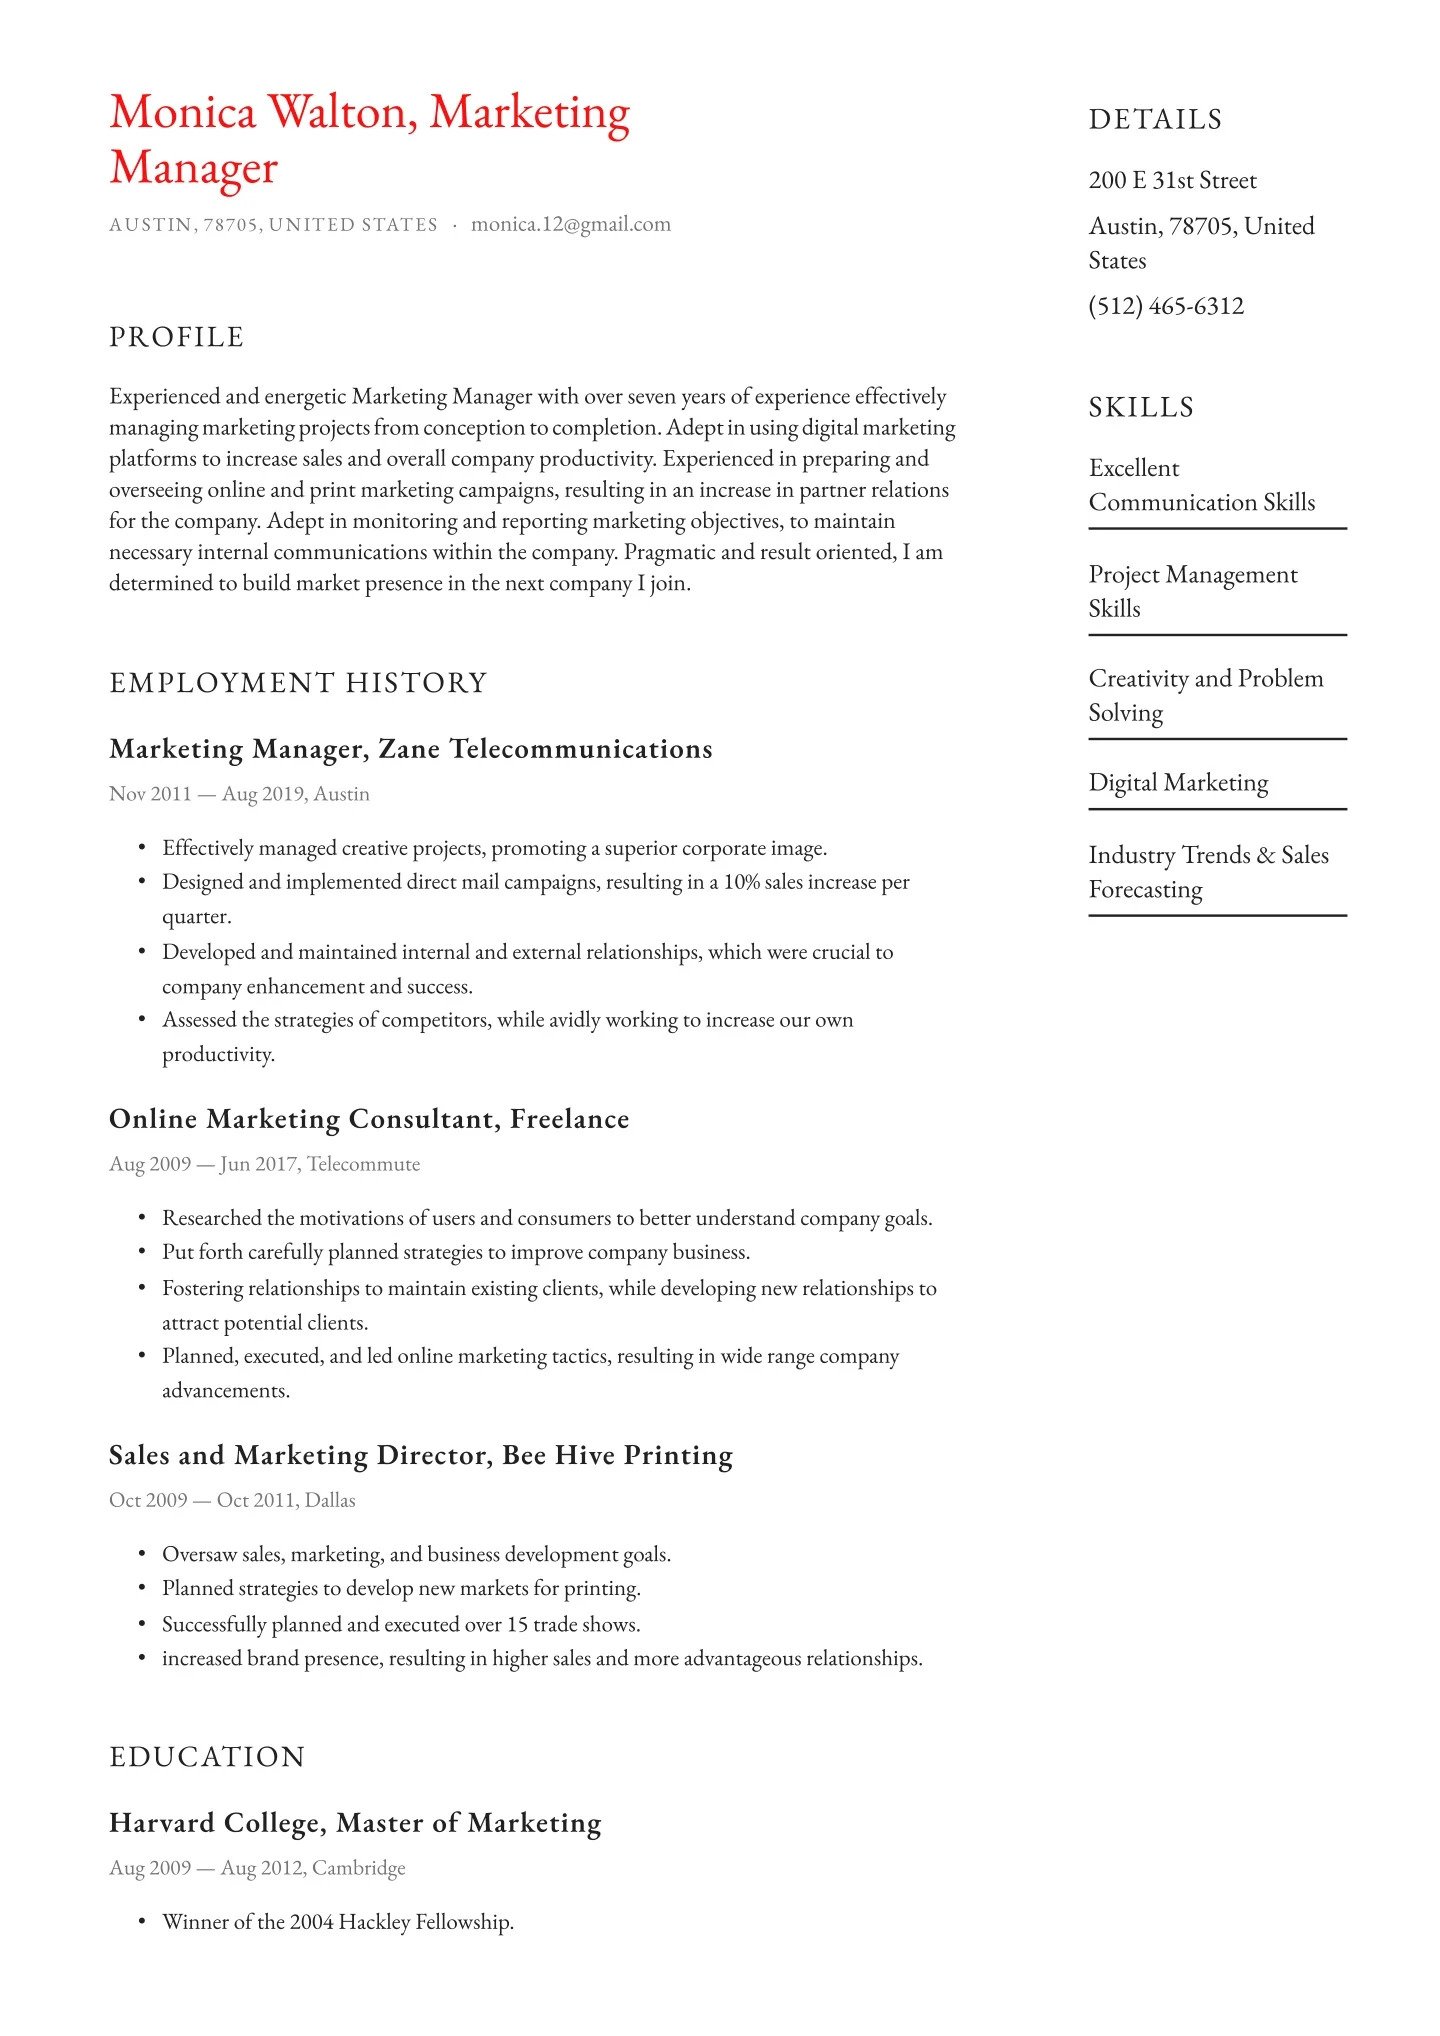 Monica Walton, Marketing
Manager
AUSTIN, 78705, UNITED STATES · monica.12@gmail.com
PROFILE
Experienced and energetic Marketing Manager with over seven years of experience effectively
managing marketing projects from conception to completion. Adept in using digital marketing
platforms to increase sales and overall company productivity. Experienced in preparing and
overseeing online and print marketing campaigns, resulting in an increase in partner relations
for the company. Adept in monitoring and reporting marketing objectives, to maintain
necessary internal communications within the company. Pragmatic and result oriented, I am
determined to build market presence in the next company I join.
EMPLOYMENT HISTORY
Marketing Manager, Zane Telecommunications
Nov 2011 — Aug 2019, Austin
• Effectively managed creative projects, promoting a superior corporate image.
• Designed and implemented direct mail campaigns, resulting in a 10% sales increase per
quarter.
• Developed and maintained internal and external relationships, which were crucial to
company enhancement and success.
• Assessed the strategies of competitors, while avidly working to increase our own
productivity.
Online Marketing Consultant, Freelance
Aug 2009 — Jun 2017, Telecommute
• Researched the motivations of users and consumers to better understand company goals.
• Put forth carefully planned strategies to improve company business.
• Fostering relationships to maintain existing clients, while developing new relationships to
attract potential clients.
• Planned, executed, and led online marketing tactics, resulting in wide range company
advancements.
Sales and Marketing Director, Bee Hive Printing
Oct 2009 — Oct 2011, Dallas
• Oversaw sales, marketing, and business development goals.
• Planned strategies to develop new markets for printing.
• Successfully planned and executed over 15 trade shows.
• increased brand presence, resulting in higher sales and more advantageous relationships.
EDUCATION
Harvard College, Master of Marketing
Aug 2009 — Aug 2012, Cambridge
• Winner of the 2004 Hackley Fellowship.
DETAILS
200 E 31st Street
Austin, 78705, United
States
(512) 465-6312
SKILLS
Excellent
Communication Skills
Project Management
Skills
Creativity and Problem
Solving
Digital Marketing
Industry Trends & Sales
Forecasting